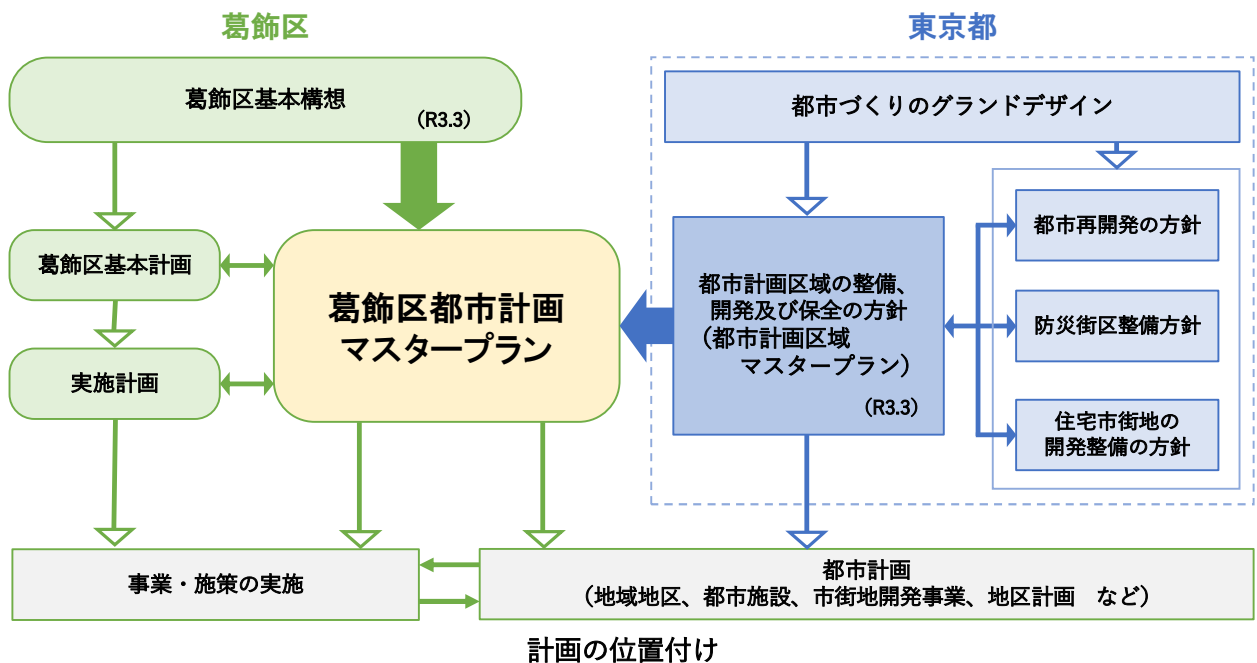 葛飾区
東京都
葛飾区基本構想
（R3.3）
都市づくりのグランドデザイン
葛飾区基本計画
実施計画
葛飾区都市計画
マスタープラン
都市計画区域の整備、
開発及び保全の方針
（都市計画区域
マスタープラン）
（R3.3）
都市再開発の方針
防災街区整備方針
住宅市街地の
開発整備の方針
事業・施策の実施
都市計画
（地域地区、都市施設、市街地開発事業、地区計画　など）
計画の位置付け